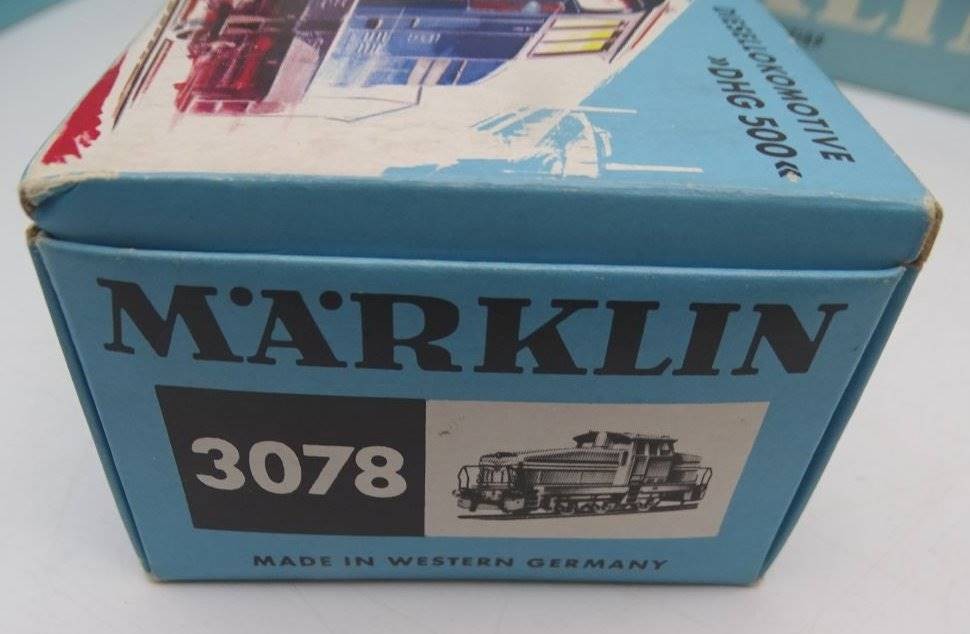 DIESELLOKOMOTIVE
»DHG 500«
MÄRKLIN
3078
MADE IN WESTERN GERMANY